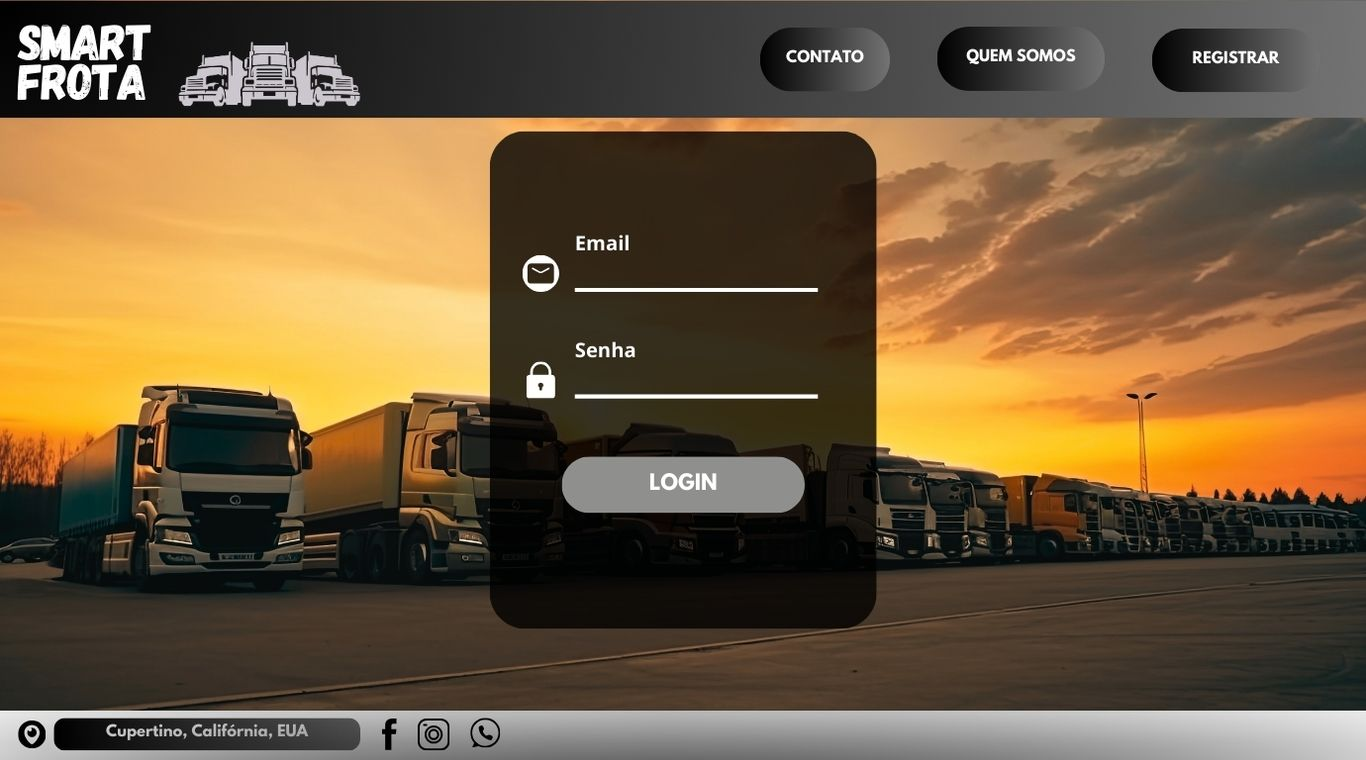 SMART
FROTA
CONTATO
QUEM SOMOS
REGISTRAR
Email
Senha
LOGIN
Cupertino, Califórnia, EUA